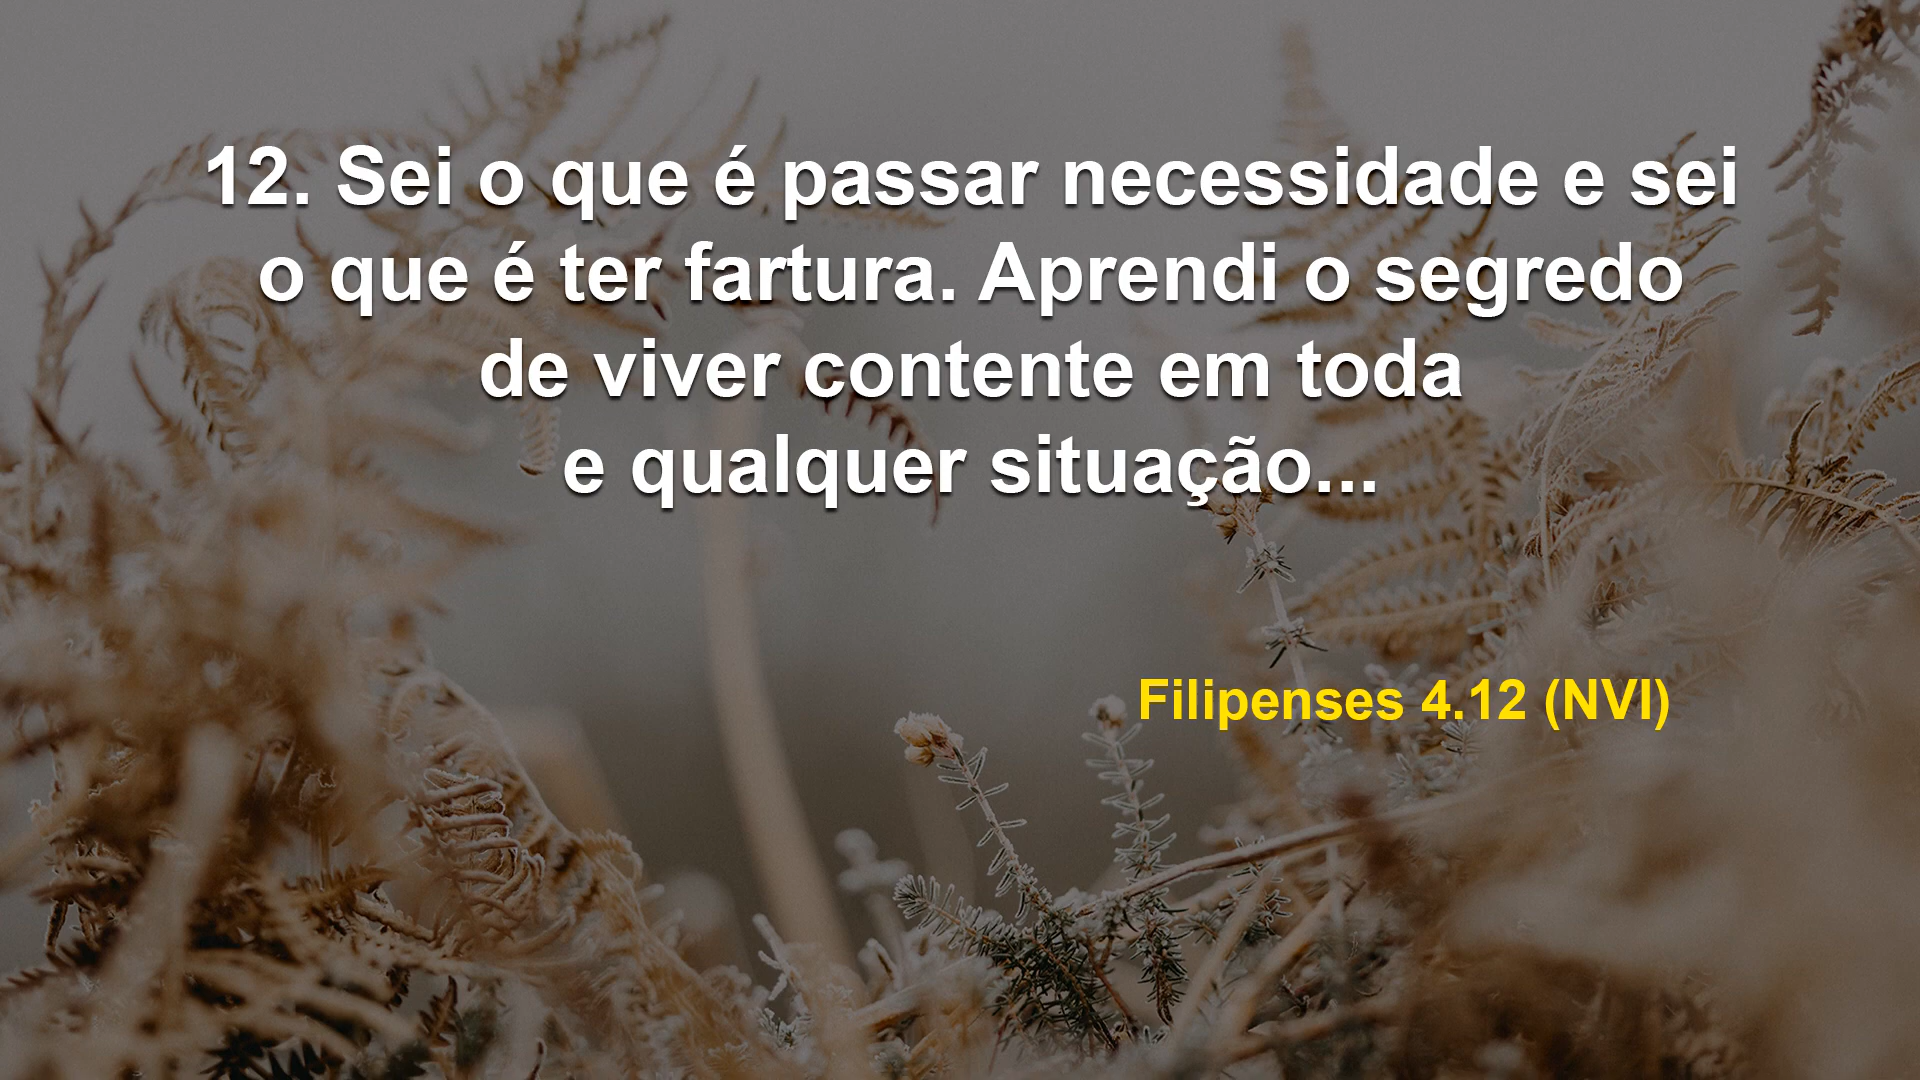 12. Sei o que é passar necessidade e sei
o que é ter fartura. Aprendi o segredo
de viver contente em toda
e qualquer situação...
Filipenses 4.12 (NVI)